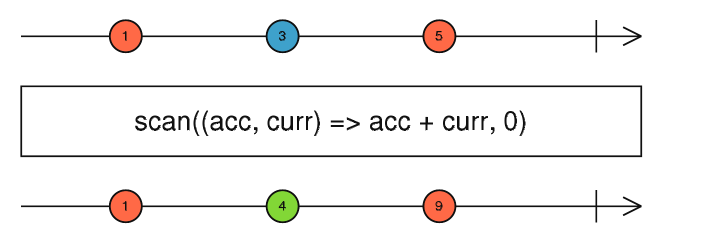 1 3 5
scan((acc, curr) => acc + curr, 0)
1 4 9